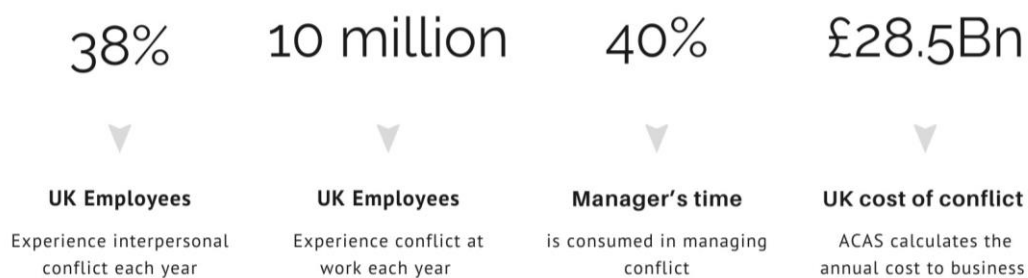 38%
10 million
40%
£28.5Bn
UK Employees
UK Employees
Manager's time
UK cost of conflict
Experience interpersonal
conflict each year
Experience conflict at
work each year
is consumed in managing
conflict
ACAS calculates the
annual cost to business